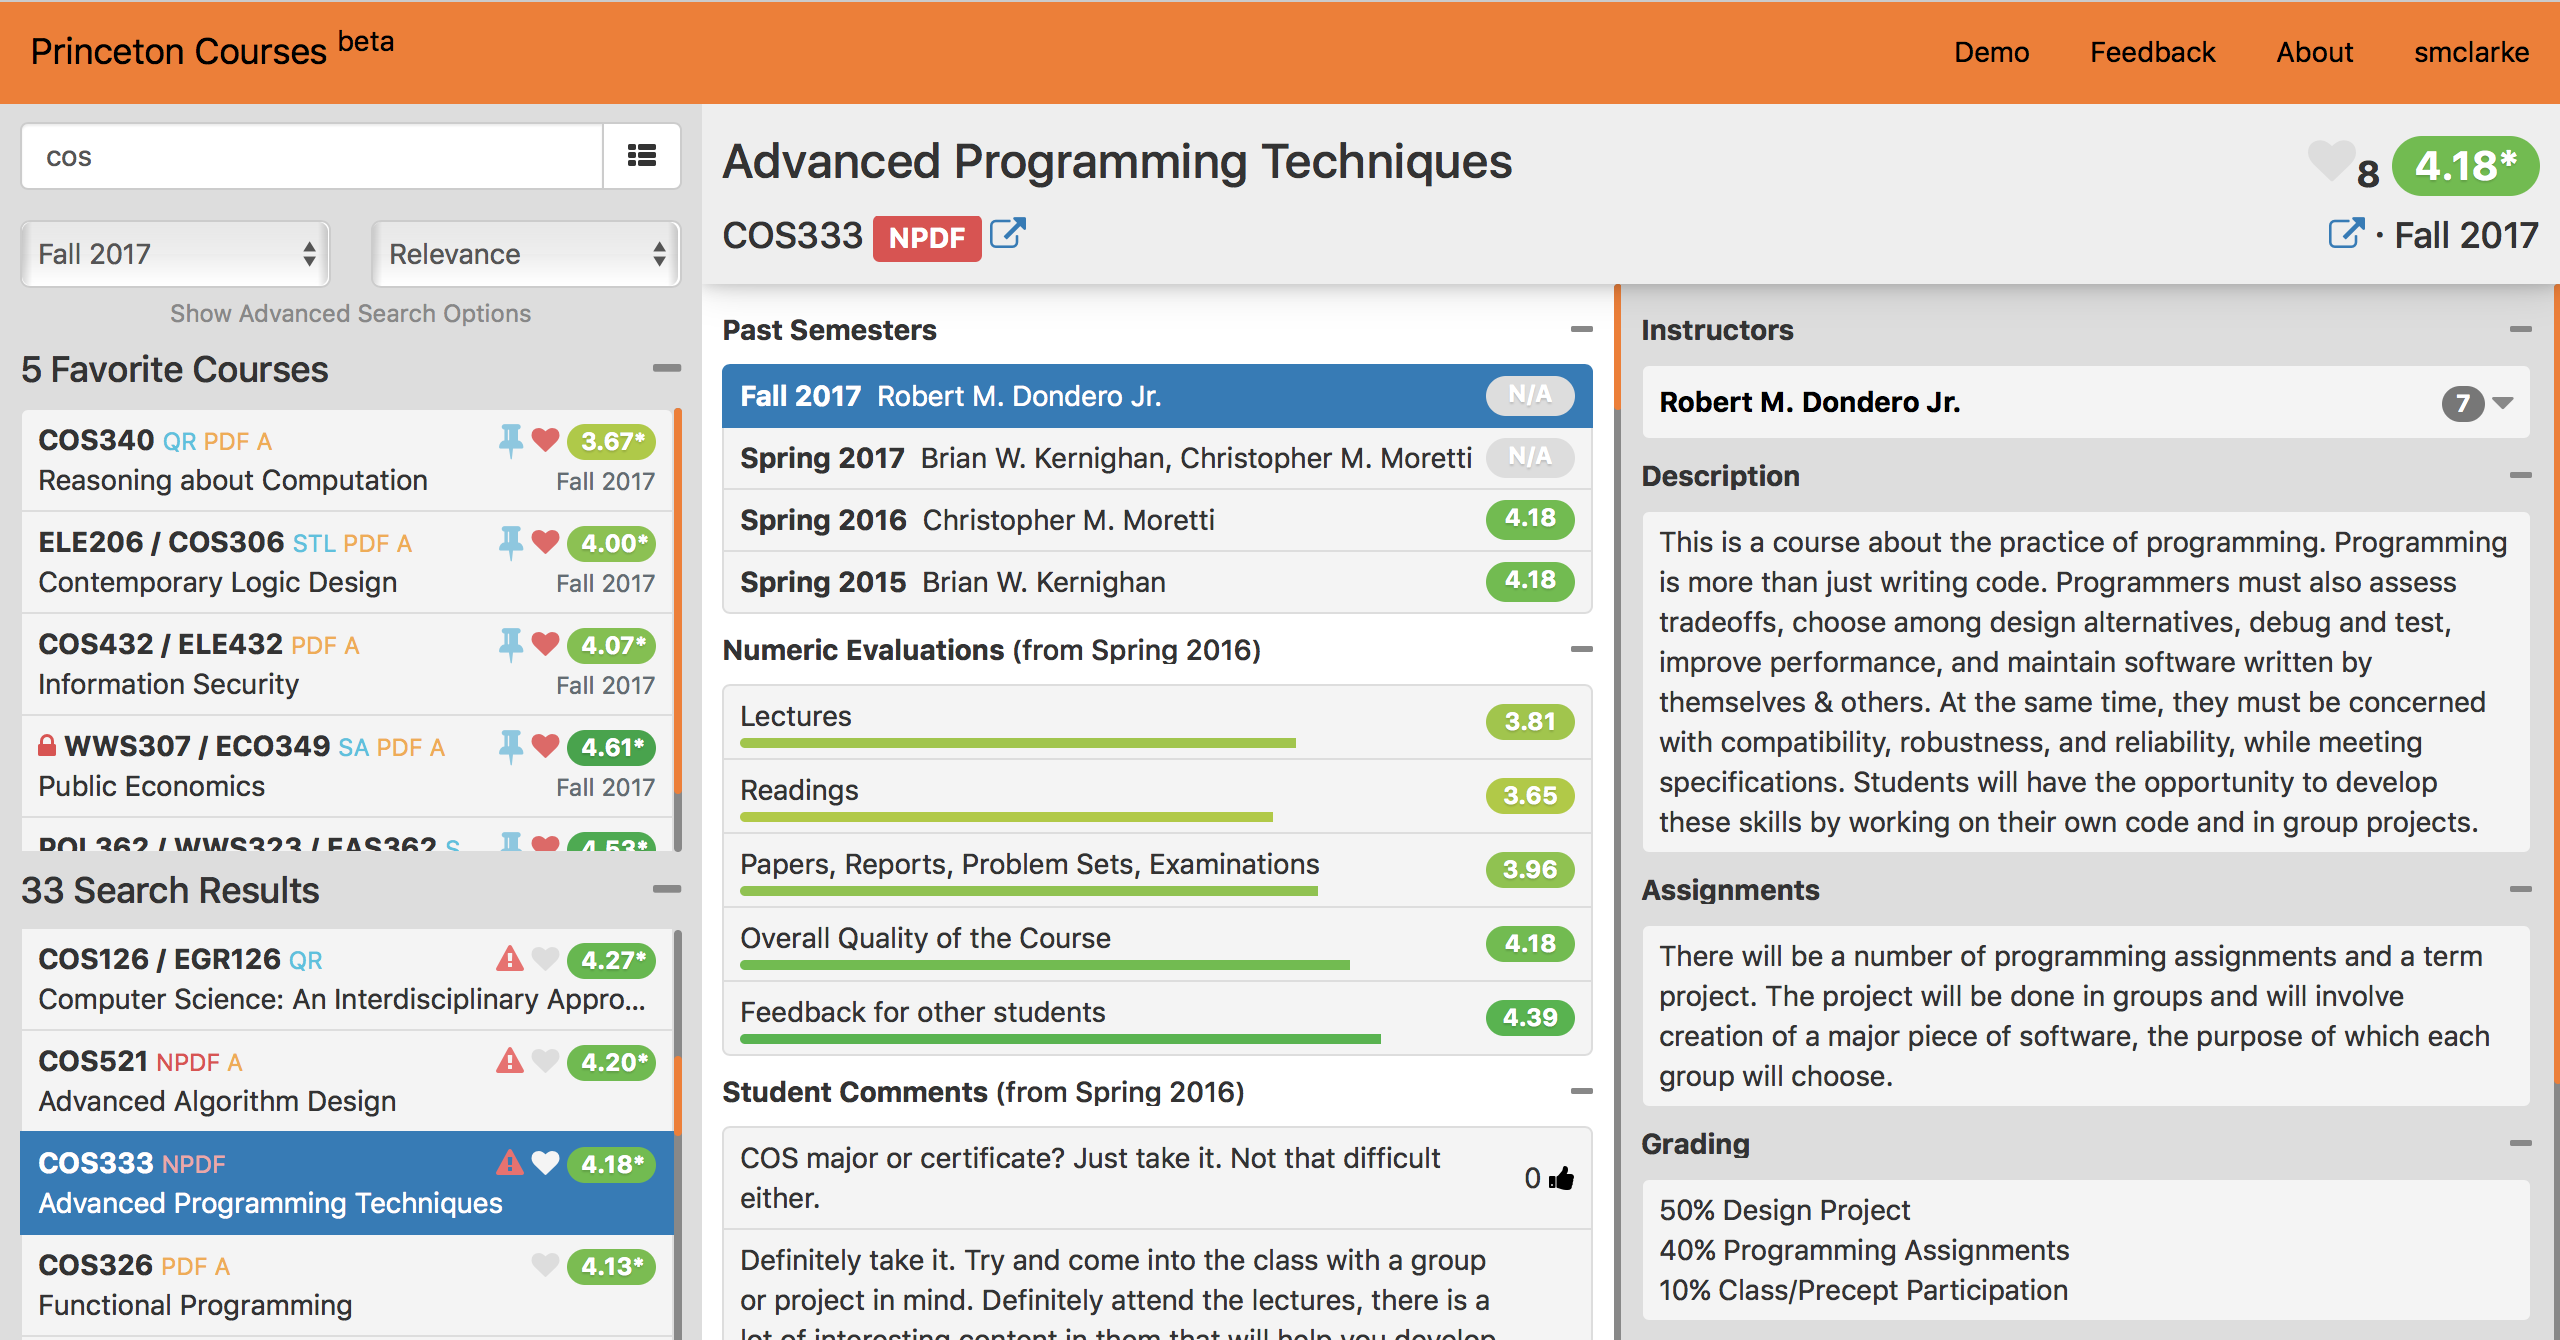 Princeton Courses beta
Demo Feedback About smclarke
cos
Fall 2017 Relevance
Show Advanced Search Options
5 Favorite Courses
COS340 QR PDF A 3.67*
Reasoning about Computation Fall 2017
ELE206 / COS306 STL PDF A 4.00*
Contemporary Logic Design Fall 2017
COS432 / ELE432 PDF A 4.07*
Information Security Fall 2017
WWS307 / ECO349 SA PDF A 4.61*
Public Economics Fall 2017
POL362 / WWS323 / EAS362 S 4.53*
33 Search Results
COS126 / EGR126 QR 4.27*
Computer Science: An Interdisciplinary Appro...
COS521 NPDF A 4.20*
Advanced Algorithm Design
COS333 NPDF 4.18*
Advanced Programming Techniques
COS326 PDF A 4.13*
Functional Programming
Advanced Programming Techniques
8 4.18*
COS333 NPDF
· Fall 2017
Past Semesters
Fall 2017 Robert M. Dondero Jr. N/A
Spring 2017 Brian W. Kernighan, Christopher M. Moretti N/A
Spring 2016 Christopher M. Moretti 4.18
Spring 2015 Brian W. Kernighan 4.18
Numeric Evaluations (from Spring 2016)
Lectures 3.81
Readings 3.65
Papers, Reports, Problem Sets, Examinations 3.96
Overall Quality of the Course 4.18
Feedback for other students 4.39
Student Comments (from Spring 2016)
COS major or certificate? Just take it. Not that difficult
either.
0
Definitely take it. Try and come into the class with a group
or project in mind. Definitely attend the lectures, there is a
lot of interesting content in them that will help you develop
Instructors
Robert M. Dondero Jr. 7
Description
This is a course about the practice of programming. Programming
is more than just writing code. Programmers must also assess
tradeoffs, choose among design alternatives, debug and test,
improve performance, and maintain software written by
themselves & others. At the same time, they must be concerned
with compatibility, robustness, and reliability, while meeting
specifications. Students will have the opportunity to develop
these skills by working on their own code and in group projects.
Assignments
There will be a number of programming assignments and a term
project. The project will be done in groups and will involve
creation of a major piece of software, the purpose of which each
group will choose.
Grading
50% Design Project
40% Programming Assignments
10% Class/Precept Participation